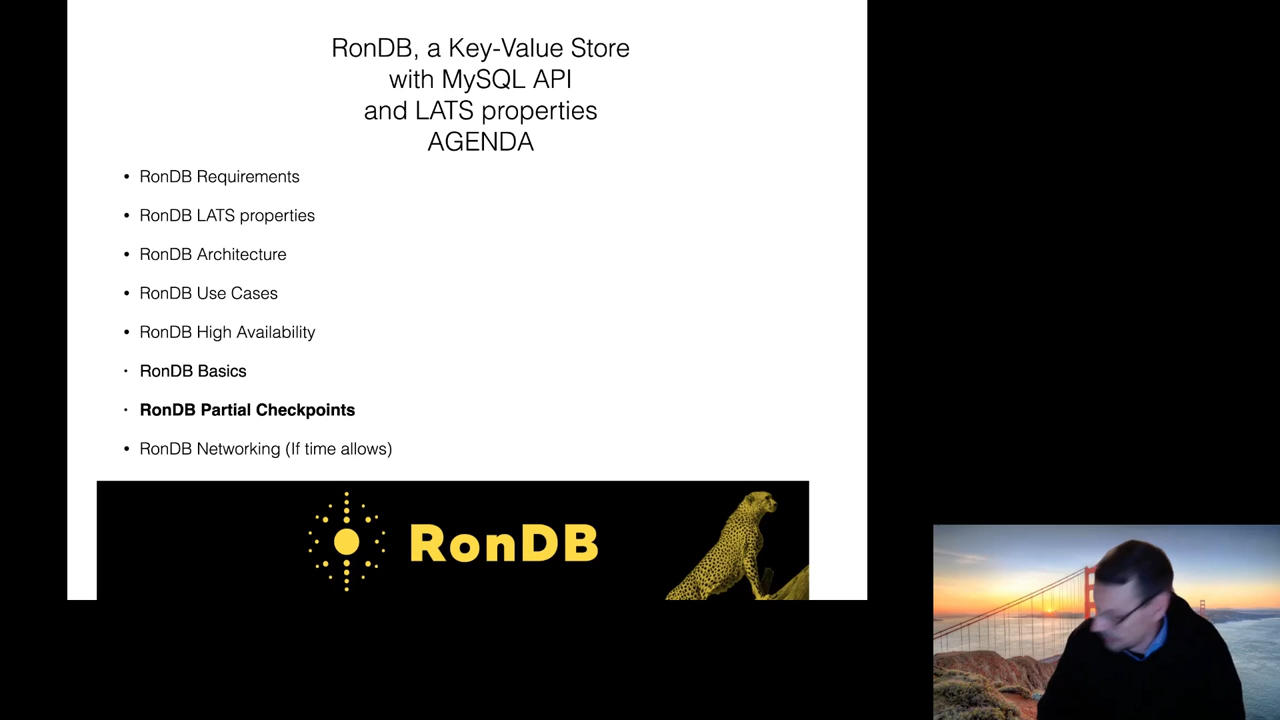 RonDB, a Key-Value Store
with MySQL API
and LATS properties
AGENDA
• RonDB Requirements
• RonDB LATS properties
• RonDB Architecture
• RonDB Use Cases
• RonDB High Availability
• RonDB Basics
• RonDB Partial Checkpoints
• RonDB Networking (If time allows)
RonDB